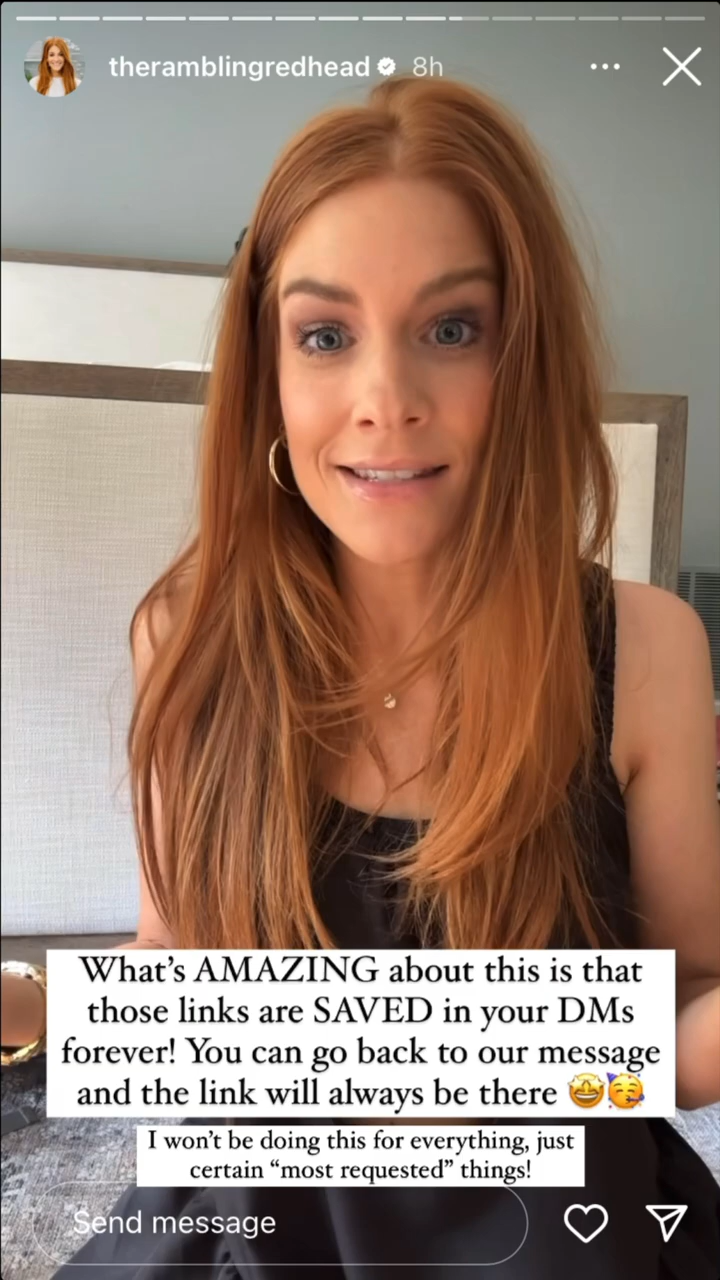 theramblingredhead 8h
What's AMAZING about this is that
those links are SAVED in your DMs
forever! You can go back to our message
and the link will always be there 🤩🥳
I won't be doing this for everything, just
certain "most requested" things!
Send message